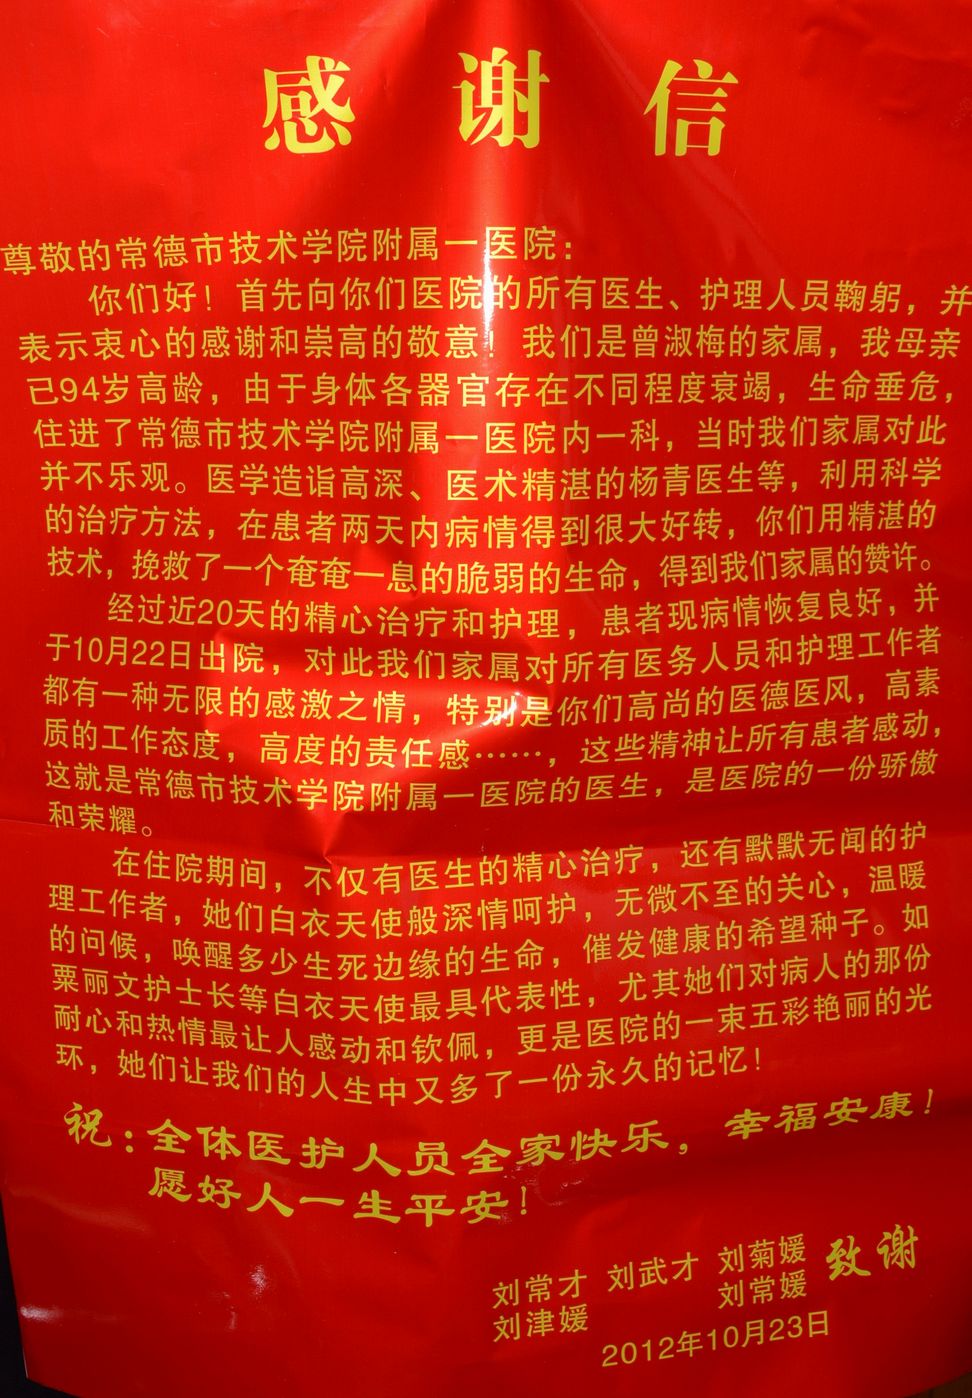 感谢信
尊敬的常德市技术学院附属一医院：
你们好！首先向你们医院的所有医生、护理人员鞠躬，并
表示衷心的感谢和崇高的敬意！我们是曾淑梅的家属，我母亲
已94岁高龄，由于身体各器官存在不同程度衰竭，生命垂危，
住进了常德市技术学院附属一医院内一科，当时我们家属对此
并不乐观。医学造诣高深、医术精湛的杨青医生等，利用科学
的治疗方法，在患者两天内病情得到很大好转，你们用精湛的
技术，挽救了一个奄奄一息的脆弱的生命，得到我们家属的赞许。
经过近20天的精心治疗和护理，患者现病情恢复良好，并
于10月22日出院，对此我们家属对所有医务人员和护理工作者
都有一种无限的感激之情，特别是你们高尚的医德医风，高素
质的工作态度，高度的责任感……，这些精神让所有患者感动，
这就是常德市技术学院附属一医院的医生，是医院的一份骄傲
和荣耀。
在住院期间，不仅有医生的精心治疗，还有默默无闻的护
理工作者，她们白衣天使般深情呵护，无微不至的关心，温暖
的问候，唤醒多少生死边缘的生命，催发健康的希望种子。如
粟丽文护士长等白衣天使最具代表性，尤其她们对病人的那份
耐心和热情最让人感动和钦佩，更是医院的一束五彩艳丽的光
环，她们让我们的人生中又多了一份永久的记忆！
祝：全体医护人员全家快乐，幸福安康！
愿好人一生平安！
刘常才 刘武才 刘菊媛 致谢
刘津媛 刘常媛
2012年10月23日